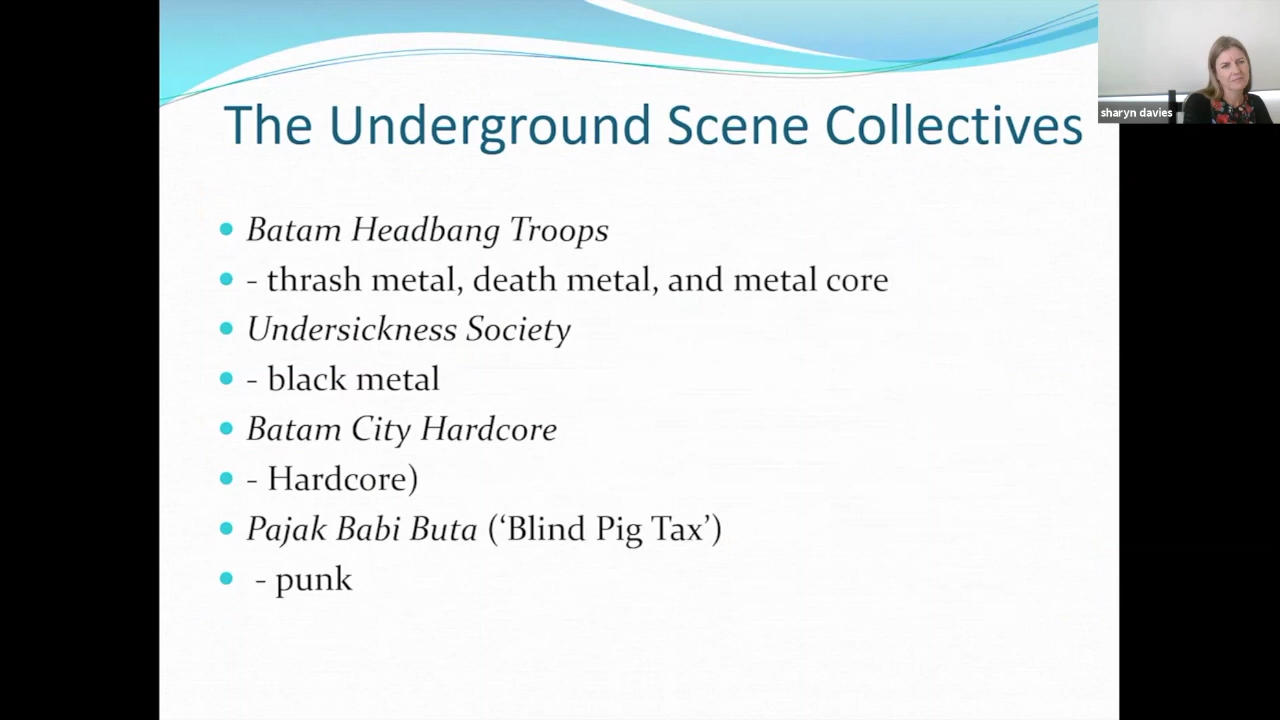 The Underground Scene Collectives
sharyn davies
Batam Headbang Troops
- thrash metal, death metal, and metal core
Undersickness Society
- black metal
Batam City Hardcore
- Hardcore)
Pajak Babi Buta (‘Blind Pig Tax’)
- punk